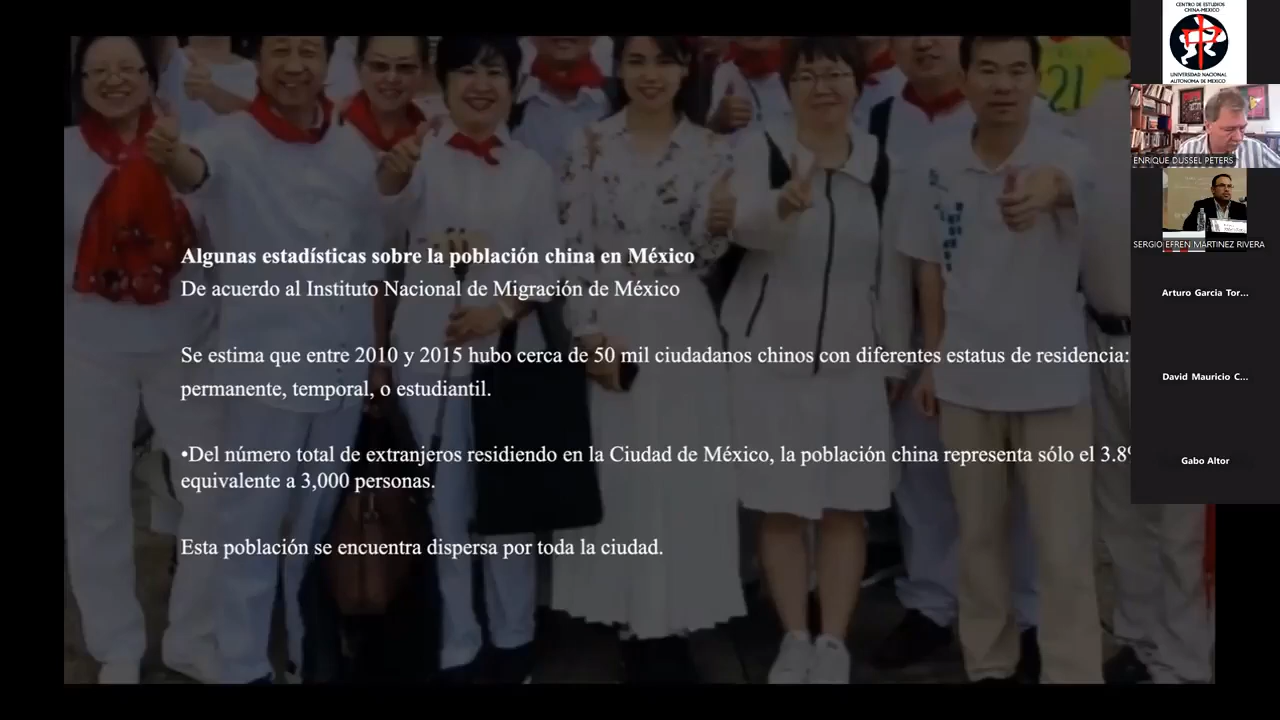 Algunas estadísticas sobre la población china en México
De acuerdo al Instituto Nacional de Migración de México
Se estima que entre 2010 y 2015 hubo cerca de 50 mil ciudadanos chinos con diferentes estatus de residencia:
permanente, temporal, o estudiantil.
•Del número total de extranjeros residiendo en la Ciudad de México, la población china representa sólo el 3.8
equivalente a 3,000 personas.
Esta población se encuentra dispersa por toda la ciudad.
21
CENTRO DE ESTUDIOS
CHINA-MEXICO
UNIVERSIDAD NACIONAL
AUTONOMA DE MEXICO
ENRIQUE DUSSEL PETERS
SERGIO EFREN MARTINEZ RIVERA
Arturo Garcia Tor...
David Mauricio C...
Gabo Altor